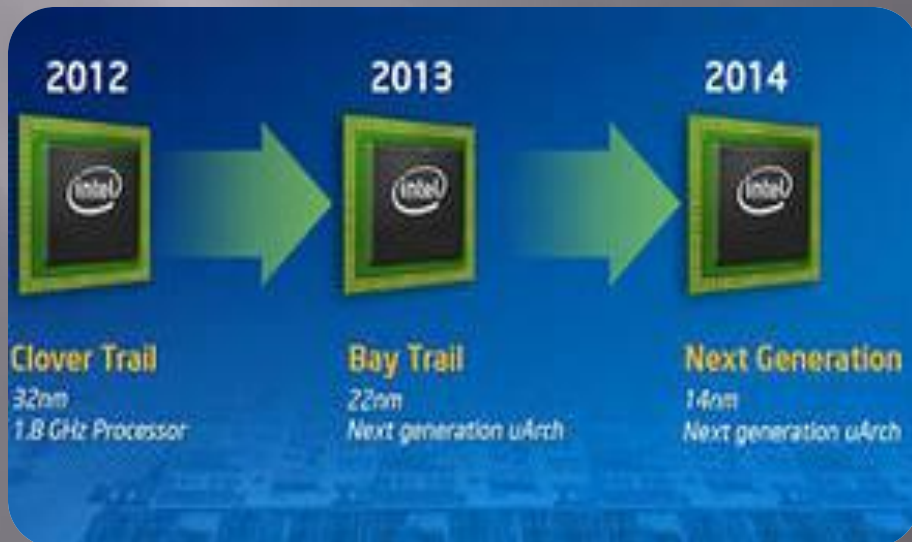 2012
2013
2014
intel
intel
intel
Clover Trail
32nm
1.8 GHz Processor
Bay Trail
22nm
Next generation uArch
Next Generation
14nm
Next generation uArch